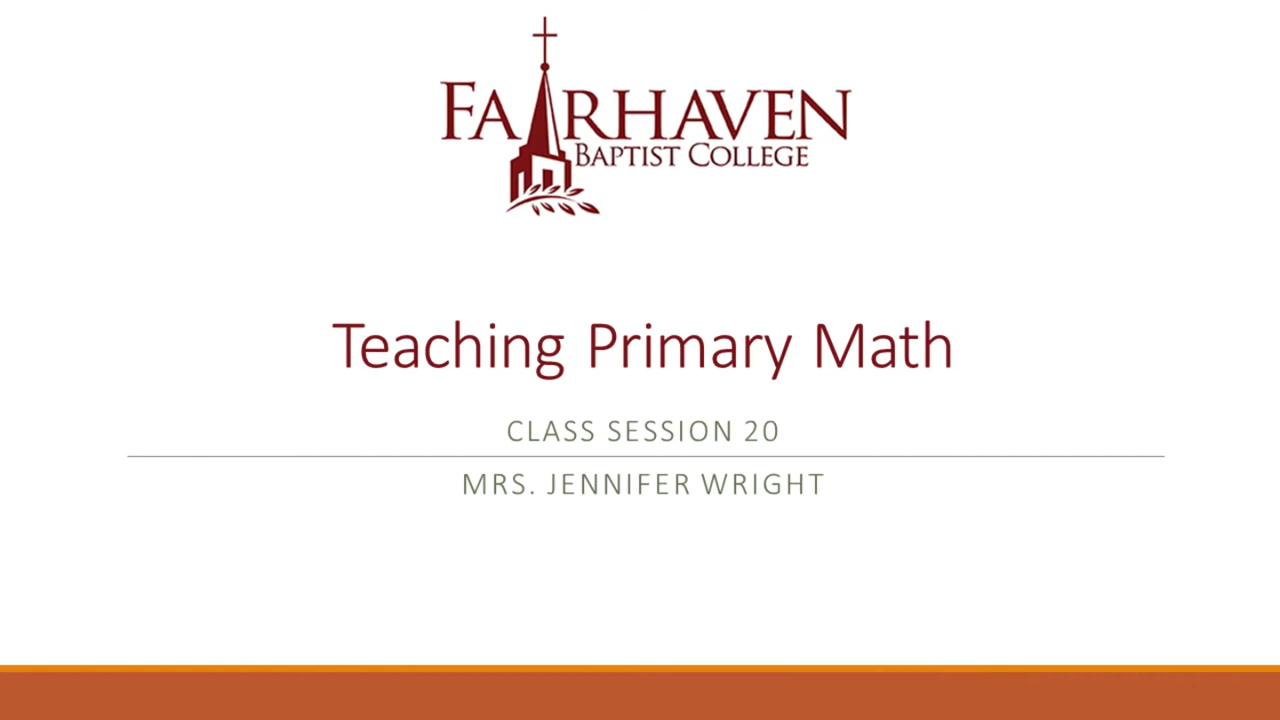 FAIRHAVEN
BAPTIST COLLEGE
Teaching Primary Math
CLASS SESSION 20
MRS. JENNIFER WRIGHT